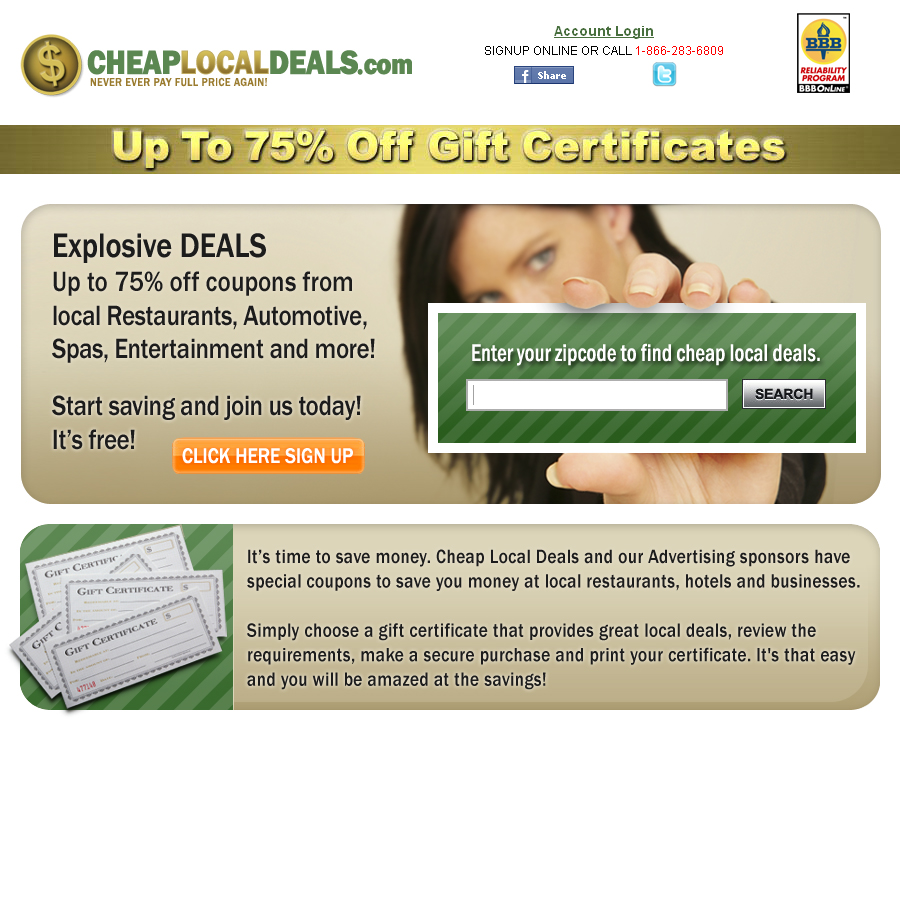 Account Login
SIGNUP ONLINE OR CALL 1-866-283-6809
f Share
t
BBB
RELIABILITY
PROGRAM
BBBONLINE
$
CHEAPLOCALDEALS.com
NEVER EVER PAY FULL PRICE AGAIN!
Up To 75% Off Gift Certificates
Explosive DEALS
Up to 75% off coupons from
local Restaurants, Automotive,
Spas, Entertainment and more!
Start saving and join us today!
It's free!
CLICK HERE SIGN UP
Enter your zipcode to find cheap local deals.
SEARCH
GIFT CERTIFIC
$
GIFT CERTIFICATE
$
GIFT CERTIFICATE
$
477168
It's time to save money. Cheap Local Deals and our Advertising sponsors have
special coupons to save you money at local restaurants, hotels and businesses.
Simply choose a gift certificate that provides great local deals, review the
requirements, make a secure purchase and print your certificate. It's that easy
and you will be amazed at the savings!